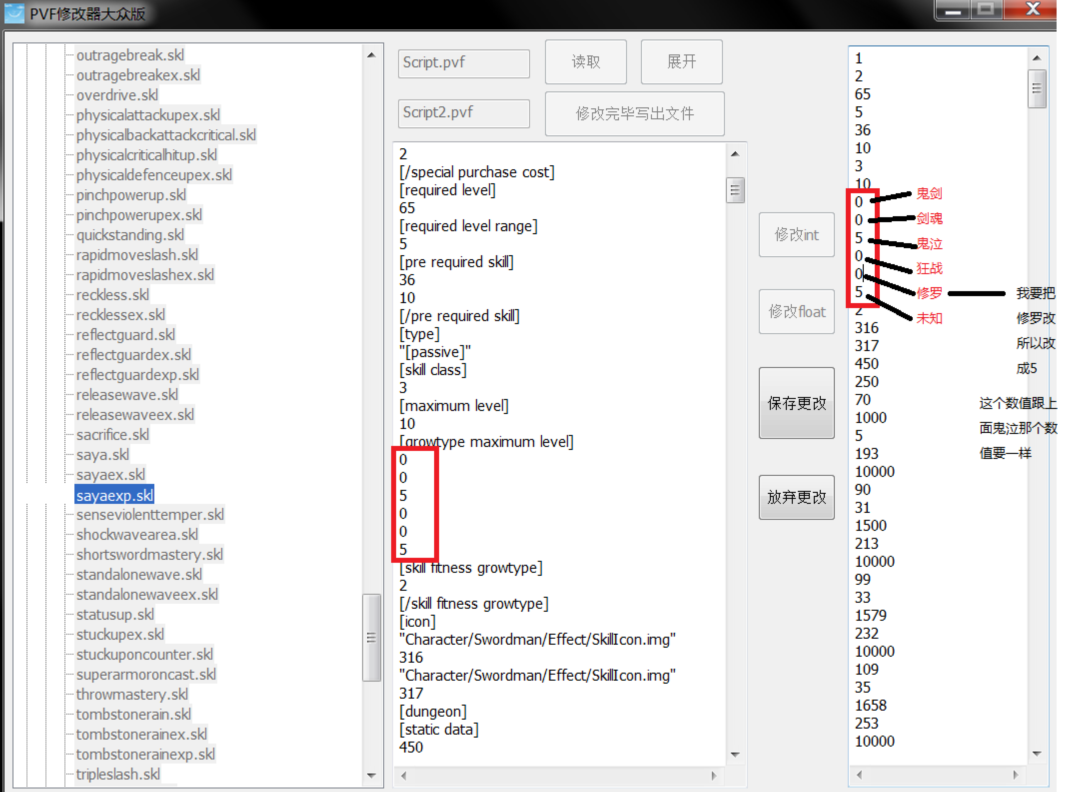 PVF修改器大众版
outragebreak.skl
outragebreakex.skl
overdrive.skl
physicalattackupex.skl
physicalbackattackcritical.skl
physicalcriticalhitup.skl
physicaldefenceupex.skl
pinchpowerup.skl
pinchpowerupex.skl
quickstanding.skl
rapidmoveslash.skl
rapidmoveslashex.skl
reckless.skl
recklessex.skl
reflectguard.skl
reflectguardex.skl
reflectguardexp.skl
releasewave.skl
releasewaveex.skl
sacrifice.skl
saya.skl
sayaex.skl
sayaexp.skl
senseviolenttemper.skl
shockwavearea.skl
shortswordmastery.skl
standalonewave.skl
standalonewaveex.skl
statusup.skl
stuckupex.skl
stuckuponcounter.skl
superarmoroncast.skl
throwmastery.skl
tombstonerain.skl
tombstonerainex.skl
tombstonerainexp.skl
tripleslash.skl
Script.pvf
读取
展开
Script2.pvf
修改完毕写出文件
2
[/special purchase cost]
[required level]
65
[required level range]
5
[pre required skill]
36
10
[/pre required skill]
[type]
"[passive]"
[skill class]
3
[maximum level]
10
[growtype maximum level]
0
0
5
0
0
5
[skill fitness growtype]
2
[/skill fitness growtype]
[icon]
"Character/Swordman/Effect/SkillIcon.img"
316
"Character/Swordman/Effect/SkillIcon.img"
317
[dungeon]
[static data]
450
修改int
修改float
保存更改
放弃更改
1
2
65
5
36
10
3
10
0 鬼剑
0 剑魂
5 鬼泣
0 狂战
0 修罗
5 未知
2
316
317
450
250
70
1000
5
193
10000
90
31
1500
213
10000
99
33
1579
232
10000
109
35
1658
253
10000
我要把
修罗改
所以改
成5
这个数值跟上
面鬼泣那个数
值要一样